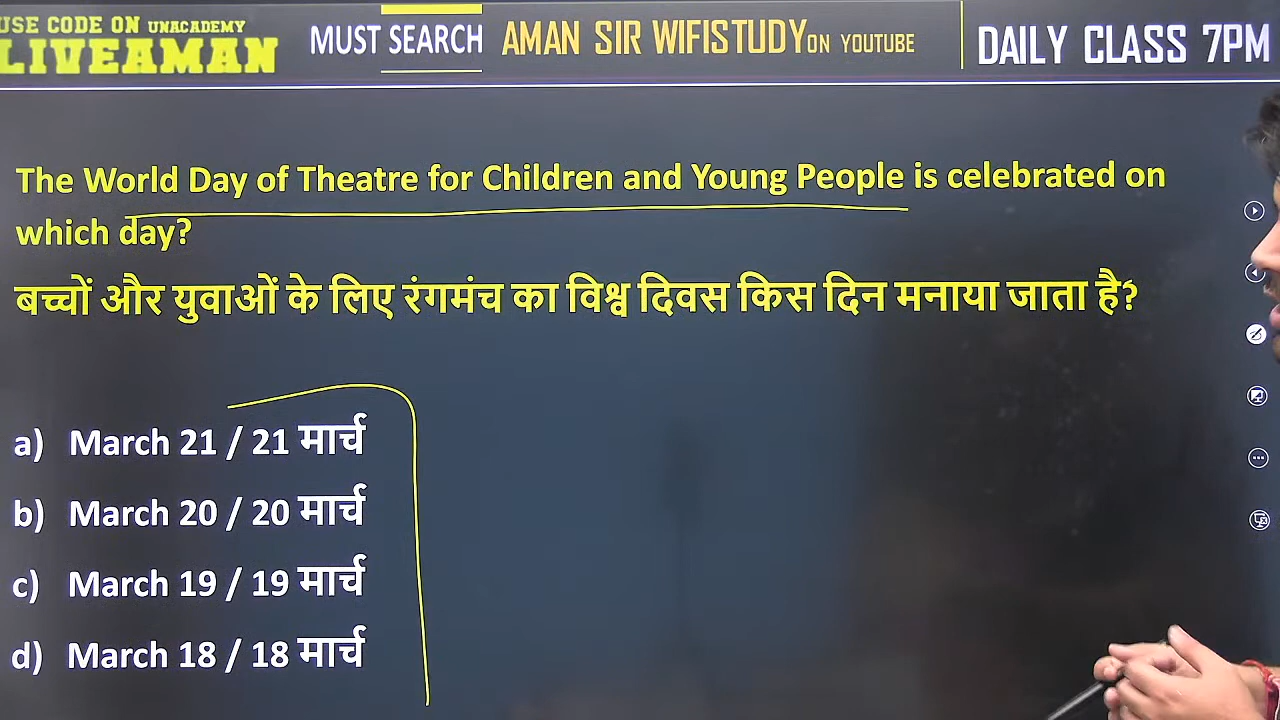 USE CODE ON UNACADEMY
LIVEAMAN
MUST SEARCH AMAN SIR WIFISTUDY ON YOUTUBE
DAILY CLASS 7PM
The World Day of Theatre for Children and Young People is celebrated on
which day?
बच्चों और युवाओं के लिए रंगमंच का विश्व दिवस किस दिन मनाया जाता है?
a) March 21 / 21 मार्च
b) March 20 / 20 मार्च
c) March 19 / 19 मार्च
d) March 18 / 18 मार्च